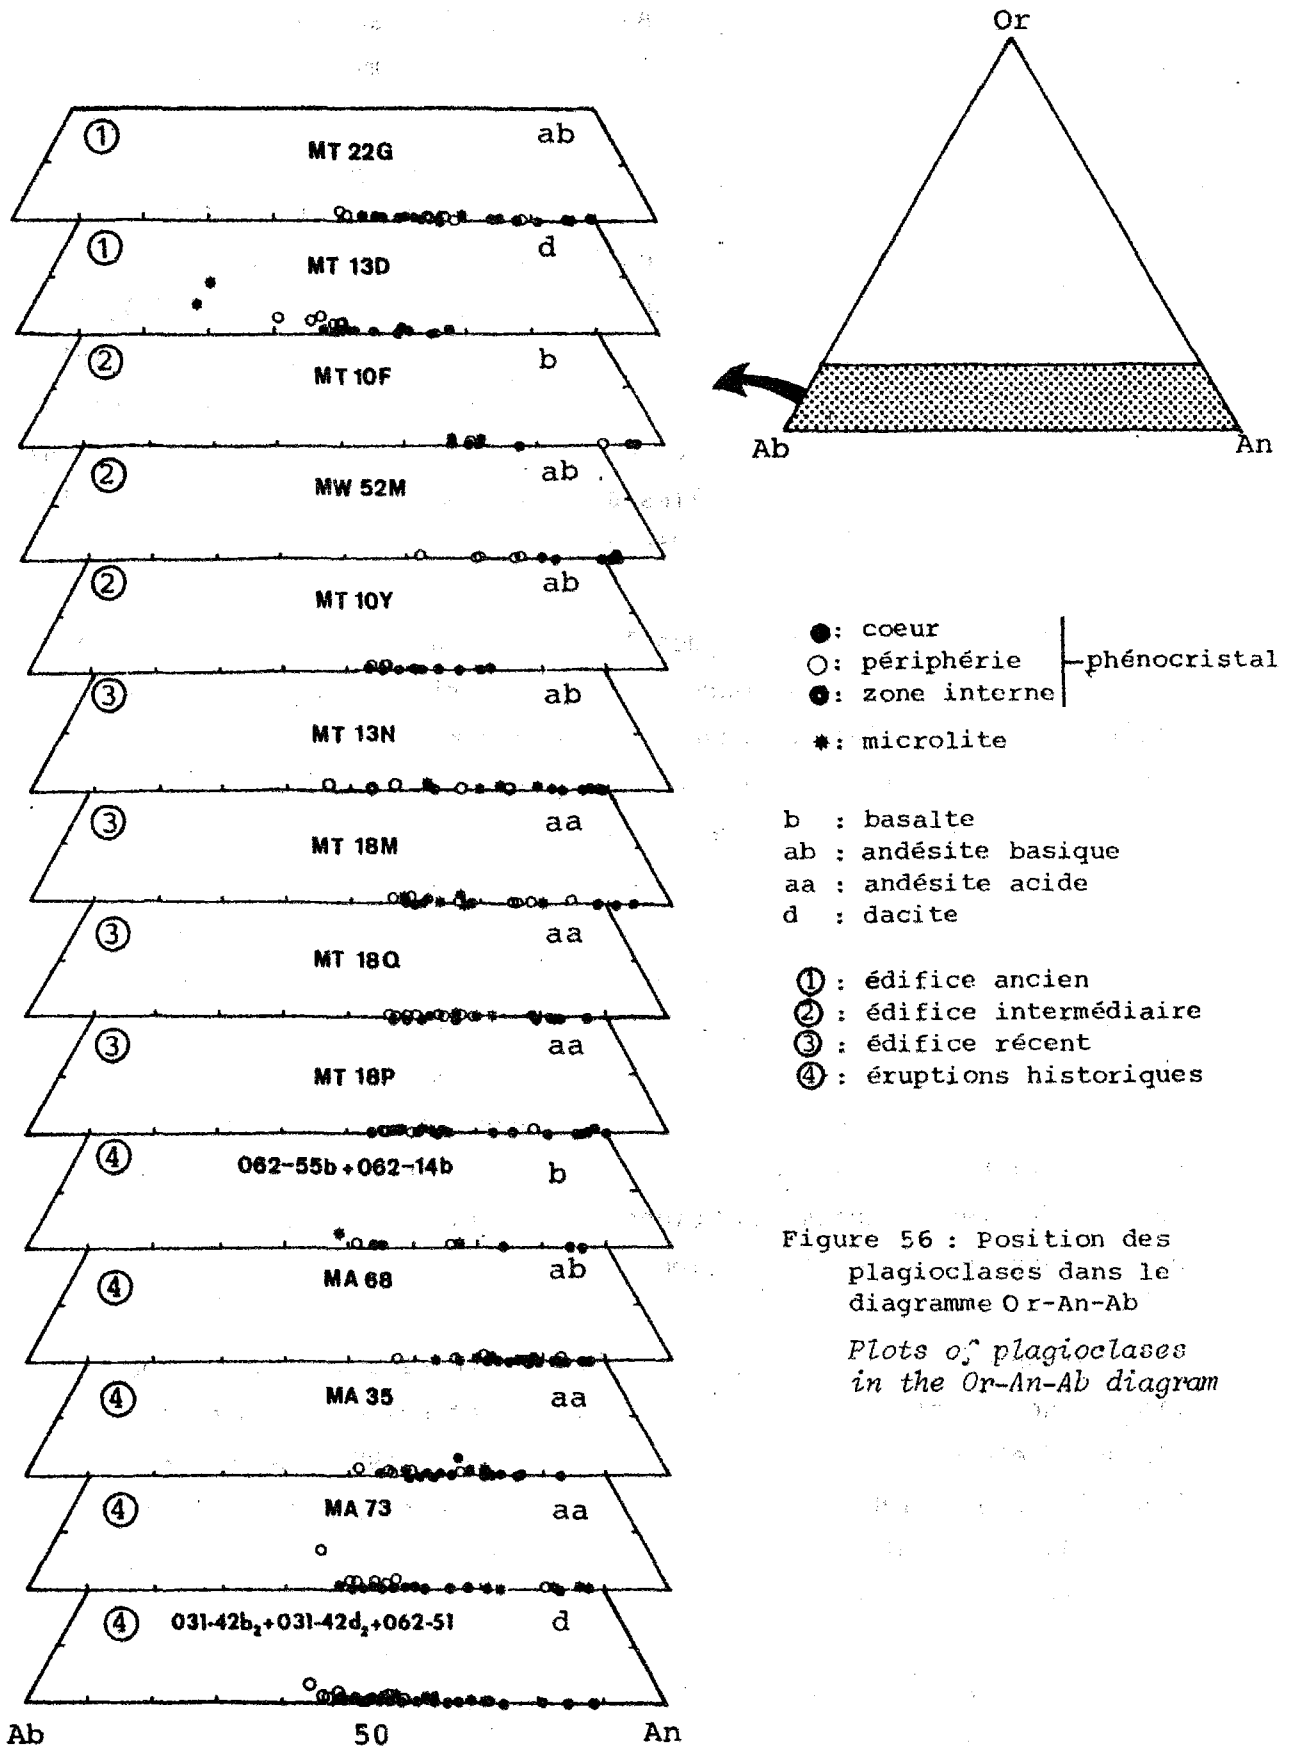 Or
① MT 22G ab
① MT 13D d
② MT 10F b
② MW 52M ab
② MT 10Y ab
③ MT 13N ab
③ MT 18M aa
③ MT 18Q aa
③ MT 18P aa
④ 062-55b+062-14b b
④ MA 68 ab
④ MA 35 aa
④ MA 73 aa
④ 031-42b₂+031-42d₂+062-51 d
Ab 50 An
Ab An
●: coeur
○: périphérie
●: zone interne
phénocristal
*: microlite
b : basalte
ab : andésite basique
aa : andésite acide
d : dacite
① : édifice ancien
② : édifice intermédiaire
③ : édifice récent
④ : éruptions historiques
Figure 56 : Position des
plagioclases dans le
diagramme Or-An-Ab
Plots of plagioclases
in the Or-An-Ab diagram